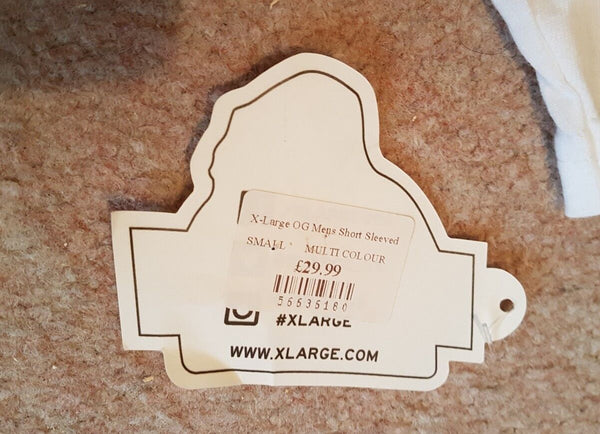 X-Large OG Mens Short Sleeved
SMALL MULTI COLOUR
£29.99
56535180
#XLARGE
WWW.XLARGE.COM